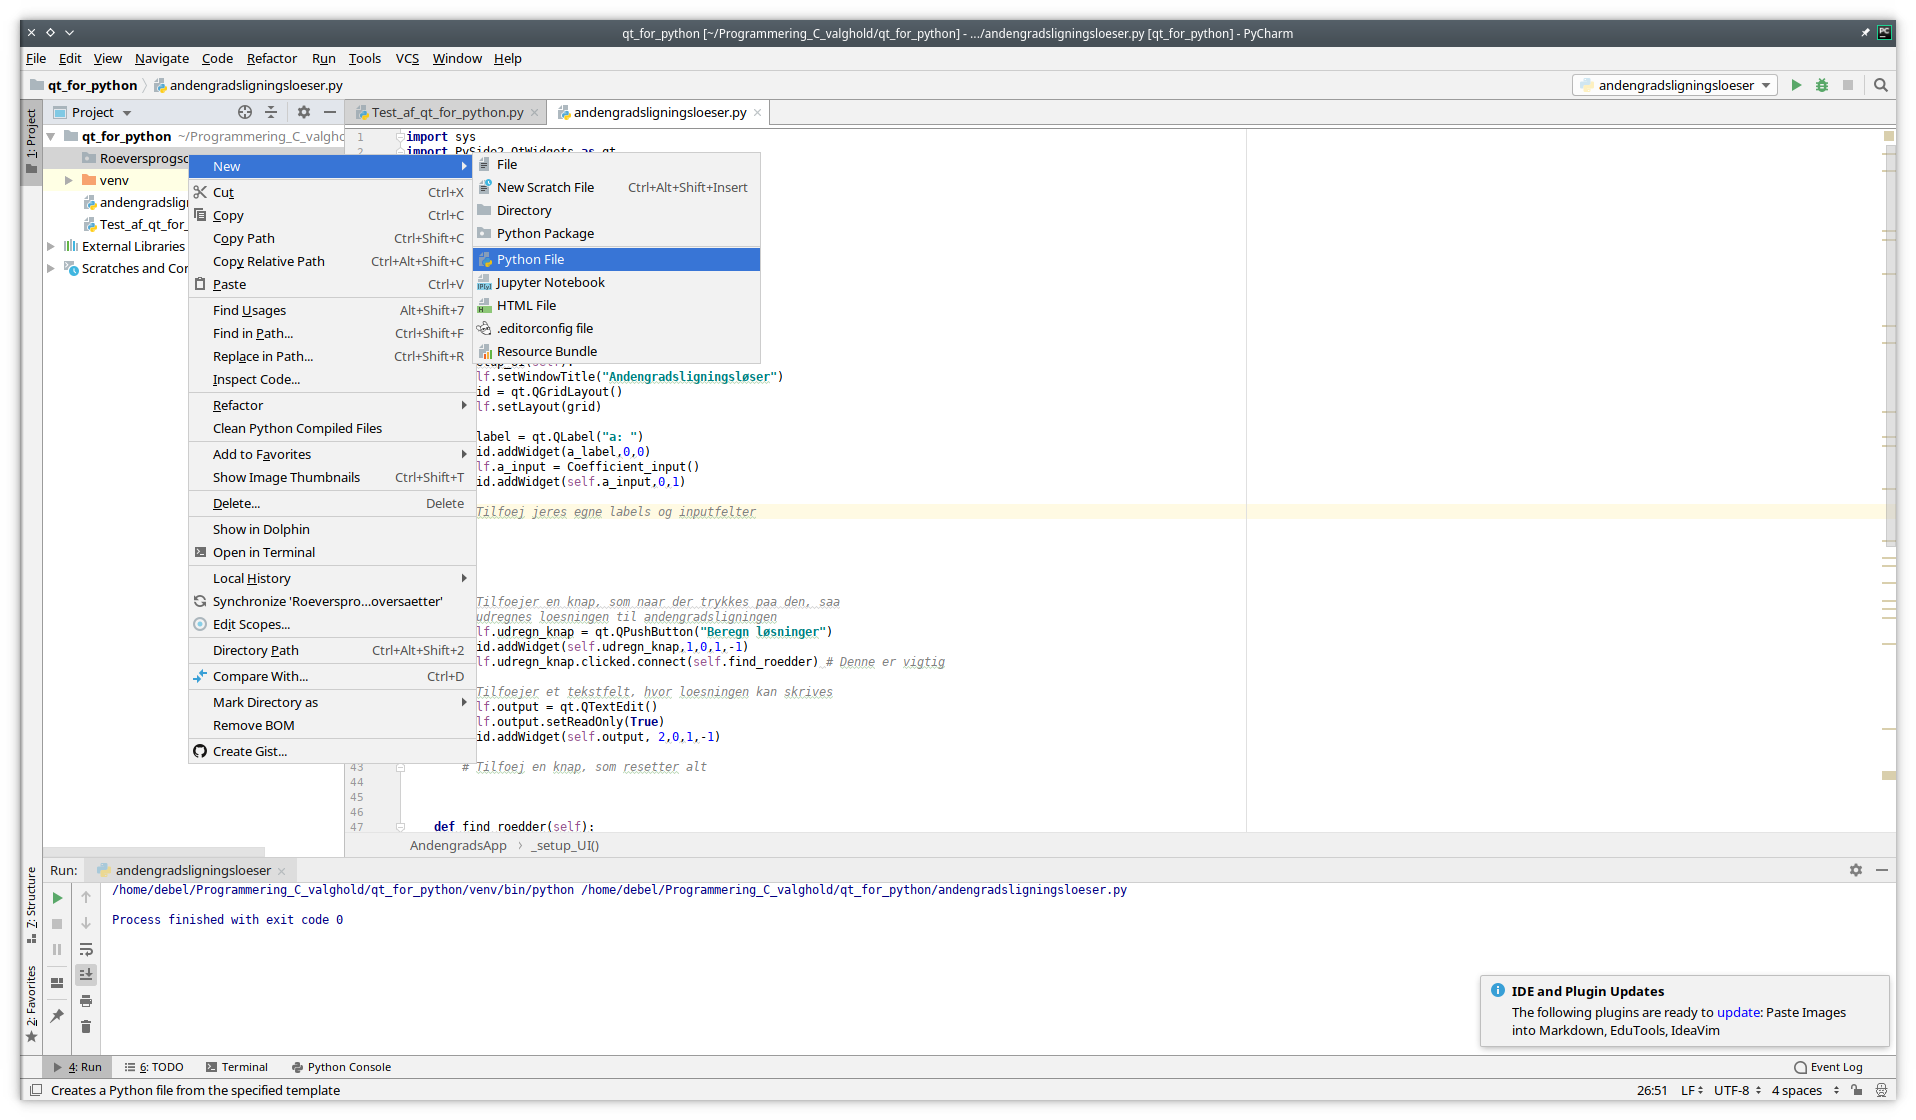 qt_for_python [~/Programmering_C_valghold/qt_for_python] - .../andengradsligningsloeser.py [qt_for_python] - PyCharm
File Edit View Navigate Code Refactor Run Tools VCS Window Help
qt_for_python andengradsligningsloeser.py
andengradsligningsloeser
1: Project
Project
Test_af_qt_for_python.py
andengradsligningsloeser.py
qt_for_python ~/Programmering_C_valgho
Roeversprogso
venv
andengradslign
Test_af_qt_for_
External Libraries
Scratches and Con
New
Cut Ctrl+X
Copy Ctrl+C
Copy Path Ctrl+Shift+C
Copy Relative Path Ctrl+Alt+Shift+C
Paste Ctrl+V
Find Usages Alt+Shift+7
Find in Path... Ctrl+Shift+F
Replace in Path... Ctrl+Shift+R
Inspect Code...
Refactor
Clean Python Compiled Files
Add to Favorites
Show Image Thumbnails Ctrl+Shift+T
Delete... Delete
Show in Dolphin
Open in Terminal
Local History
Synchronize 'Roeverspro...oversaetter'
Edit Scopes...
Directory Path Ctrl+Alt+Shift+2
Compare With... Ctrl+D
Mark Directory as
Remove BOM
Create Gist...
File
New Scratch File Ctrl+Alt+Shift+Insert
Directory
Python Package
Python File
Jupyter Notebook
HTML File
.editorconfig file
Resource Bundle
1 import sys
2 import PySide2.QtWidgets as qt
etup_UI(self):
lf.setWindowTitle("Andengradsligningsløser")
id = qt.QGridLayout()
lf.setLayout(grid)
label = qt.QLabel("a: ")
id.addWidget(a_label,0,0)
lf.a_input = Coefficient_input()
id.addWidget(self.a_input,0,1)
Tilfoej jeres egne labels og inputfelter
Tilfoejer en knap, som naar der trykkes paa den, saa
udregnes loesningen til andengradsligningen
lf.udregn_knap = qt.QPushButton("Beregn løsninger")
id.addWidget(self.udregn_knap,1,0,1,-1)
lf.udregn_knap.clicked.connect(self.find_roedder) # Denne er vigtig
Tilfoejer et tekstfelt, hvor loesningen kan skrives
lf.output = qt.QTextEdit()
lf.output.setReadOnly(True)
id.addWidget(self.output, 2,0,1,-1)
43 # Tilfoej en knap, som resetter alt
44
45
46
47 def find_roedder(self):
AndengradsApp › _setup_UI()
7: Structure
2: Favorites
Run: andengradsligningsloeser
/home/debel/Programmering_C_valghold/qt_for_python/venv/bin/python /home/debel/Programmering_C_valghold/qt_for_python/andengradsligningsloeser.py
Process finished with exit code 0
IDE and Plugin Updates
The following plugins are ready to update: Paste Images
into Markdown, EduTools, IdeaVim
4: Run 6: TODO Terminal Python Console Event Log
Creates a Python file from the specified template 26:51 LF UTF-8 4 spaces